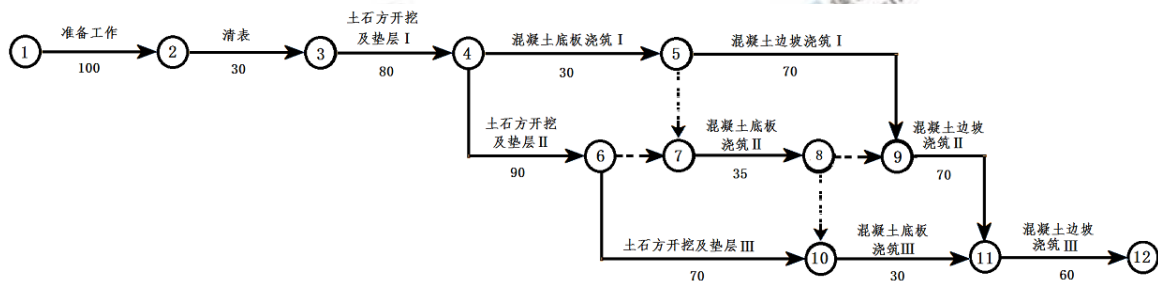 准备工作
清表
土石方开挖
及垫层Ⅰ
混凝土底板浇筑Ⅰ
混凝土边坡浇筑Ⅰ
1
2
3
4
5
100
30
80
30
70
土石方开挖
及垫层Ⅱ
混凝土底板
浇筑Ⅱ
混凝土边坡
浇筑Ⅱ
6
7
8
9
90
35
70
土石方开挖及垫层Ⅲ
混凝土底板
浇筑Ⅲ
混凝土边坡
浇筑Ⅲ
10
11
12
70
30
60